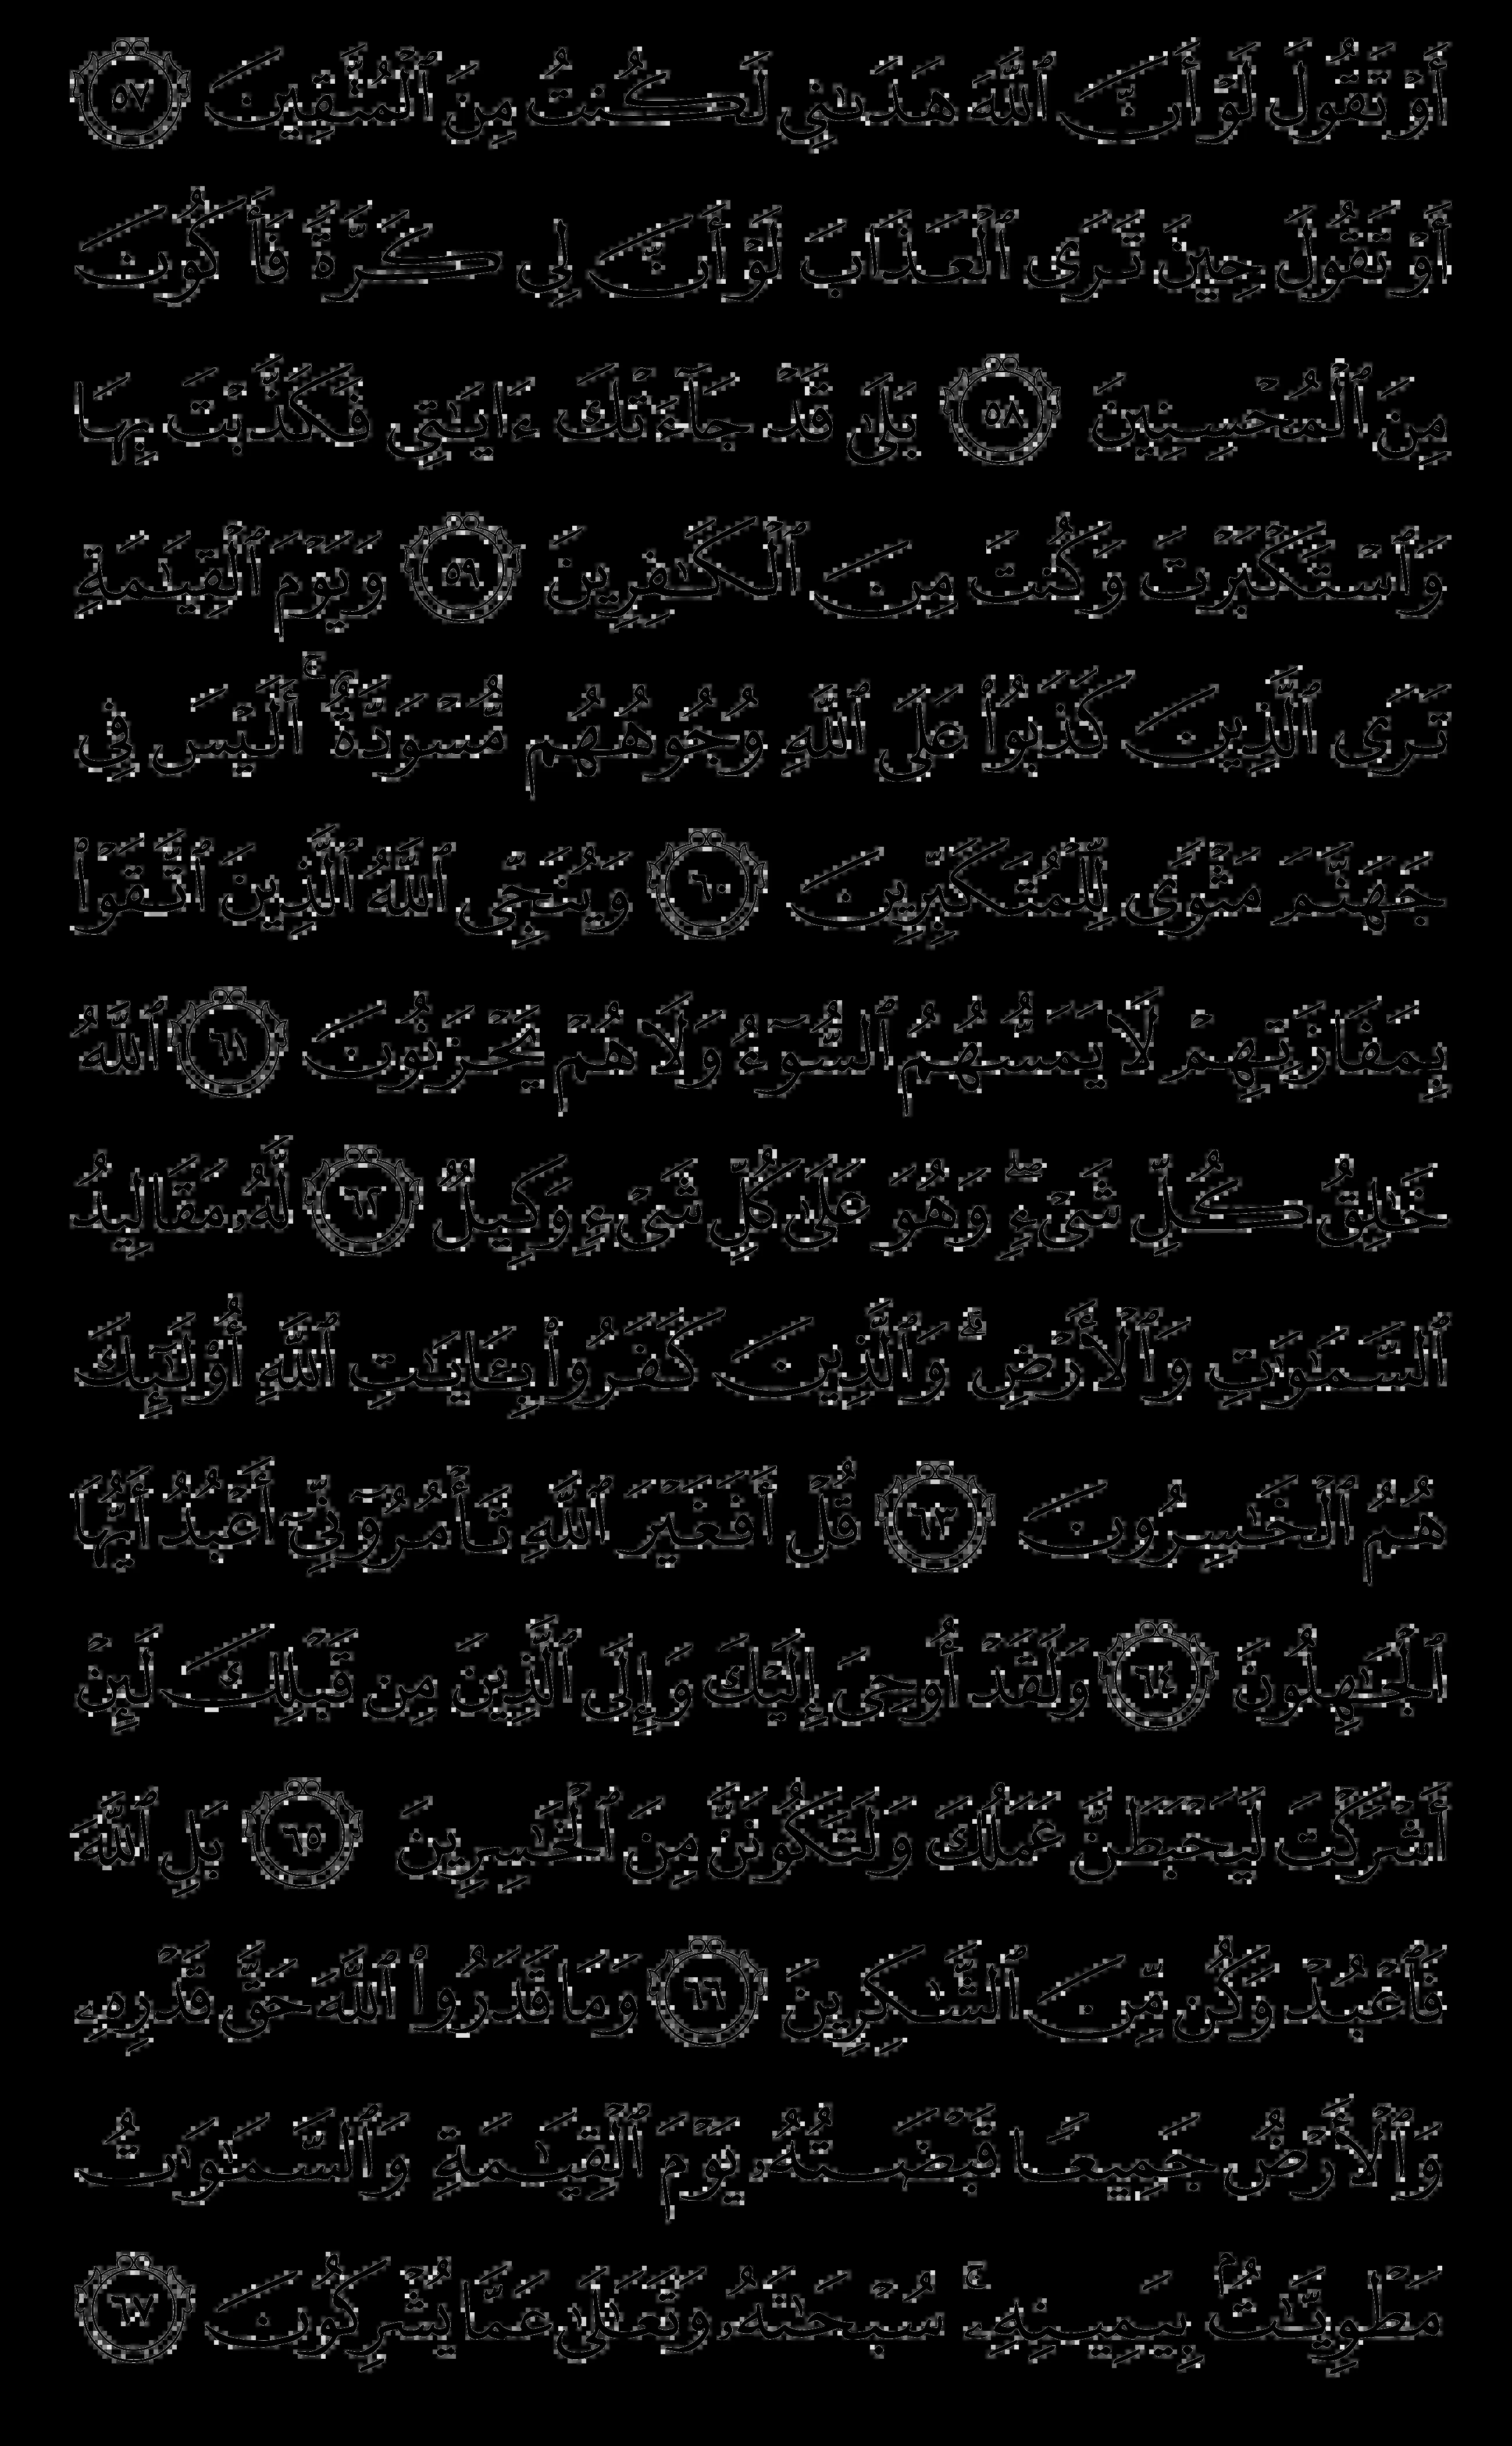 أَوْ تَقُولَ لَوْ أَنَّ ٱللَّهَ هَدَىٰنِى لَكُنتُ مِنَ ٱلْمُتَّقِينَ ٥٧
أَوْ تَقُولَ حِينَ تَرَى ٱلْعَذَابَ لَوْ أَنَّ لِى كَرَّةً فَأَكُونَ
مِنَ ٱلْمُحْسِنِينَ ٥٨ بَلَىٰ قَدْ جَآءَتْكَ ءَايَٰتِى فَكَذَّبْتَ بِهَا
وَٱسْتَكْبَرْتَ وَكُنتَ مِنَ ٱلْكَٰفِرِينَ ٥٩ وَيَوْمَ ٱلْقِيَٰمَةِ
تَرَى ٱلَّذِينَ كَذَبُوا۟ عَلَى ٱللَّهِ وُجُوهُهُم مُّسْوَدَّةٌ ۚ أَلَيْسَ فِى
جَهَنَّمَ مَثْوًى لِّلْمُتَكَبِّرِينَ ٦٠ وَيُنَجِّى ٱللَّهُ ٱلَّذِينَ ٱتَّقَوْا۟
بِمَفَازَتِهِمْ لَا يَمَسُّهُمُ ٱلسُّوٓءُ وَلَا هُمْ يَحْزَنُونَ ٦١ ٱللَّهُ
خَٰلِقُ كُلِّ شَىْءٍ ۖ وَهُوَ عَلَىٰ كُلِّ شَىْءٍ وَكِيلٌ ٦٢ لَّهُۥ مَقَالِيدُ
ٱلسَّمَٰوَٰتِ وَٱلْأَرْضِ ۗ وَٱلَّذِينَ كَفَرُوا۟ بِـَٔايَٰتِ ٱللَّهِ أُو۟لَٰٓئِكَ
هُمُ ٱلْخَٰسِرُونَ ٦٣ قُلْ أَفَغَيْرَ ٱللَّهِ تَأْمُرُوٓنِّىٓ أَعْبُدُ أَيُّهَا
ٱلْجَٰهِلُونَ ٦٤ وَلَقَدْ أُوحِىَ إِلَيْكَ وَإِلَى ٱلَّذِينَ مِن قَبْلِكَ لَئِنْ
أَشْرَكْتَ لَيَحْبَطَنَّ عَمَلُكَ وَلَتَكُونَنَّ مِنَ ٱلْخَٰسِرِينَ ٦٥ بَلِ ٱللَّهَ
فَٱعْبُدْ وَكُن مِّنَ ٱلشَّٰكِرِينَ ٦٦ وَمَا قَدَرُوا۟ ٱللَّهَ حَقَّ قَدْرِهِۦ
وَٱلْأَرْضُ جَمِيعًا قَبْضَتُهُۥ يَوْمَ ٱلْقِيَٰمَةِ وَٱلسَّمَٰوَٰتُ
مَطْوِيَّٰتٌۢ بِيَمِينِهِۦ ۚ سُبْحَٰنَهُۥ وَتَعَٰلَىٰ عَمَّا يُشْرِكُونَ ٦٧